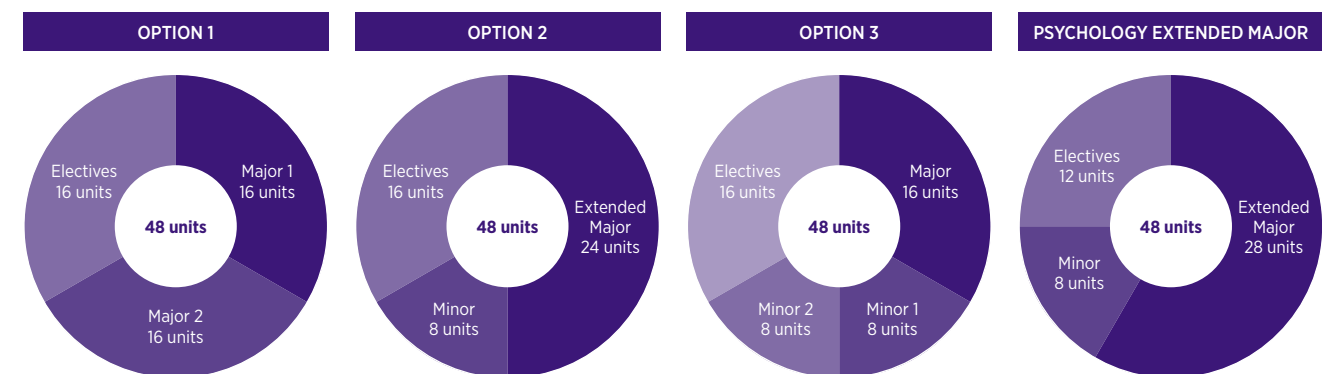 OPTION 1
Electives
16 units
Major 1
16 units
48 units
Major 2
16 units
OPTION 2
Electives
16 units
48 units
Extended
Major
24 units
Minor
8 units
OPTION 3
Electives
16 units
Major
16 units
48 units
Minor 2
8 units
Minor 1
8 units
PSYCHOLOGY EXTENDED MAJOR
Electives
12 units
48 units
Extended
Major
28 units
Minor
8 units